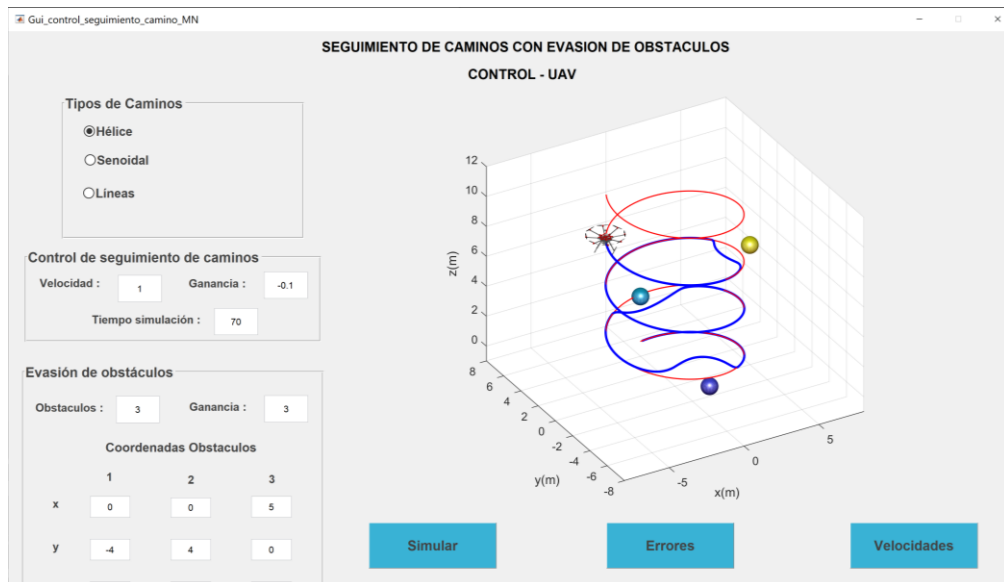 Gui_control_seguimiento_camino_MN
SEGUIMIENTO DE CAMINOS CON EVASION DE OBSTACULOS
CONTROL - UAV
Tipos de Caminos
Hélice
Senoidal
Líneas
Control de seguimiento de caminos
Velocidad : 1 Ganancia : -0.1
Tiempo simulación : 70
Evasión de obstáculos
Obstaculos : 3 Ganancia : 3
Coordenadas Obstaculos
1 2 3
x 0 0 5
y -4 4 0
12
10
8
6
4
2
0
z(m)
8
6
4
2
0
-2
-4
-6
-8
y(m)
-5
0
5
x(m)
Simular Errores Velocidades